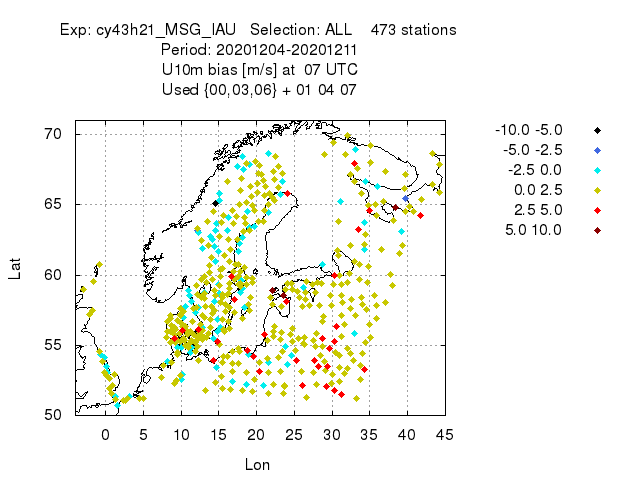 Exp: cy43h21_MSG_IAU   Selection: ALL    473 stations
Period: 20201204-20201211
U10m bias [m/s] at  07 UTC
Used {00,03,06} + 01 04 07
70
65
60
55
50
Lat
0 5 10 15 20 25 30 35 40 45
Lon
-10.0 -5.0
-5.0 -2.5
-2.5 0.0
0.0 2.5
2.5 5.0
5.0 10.0